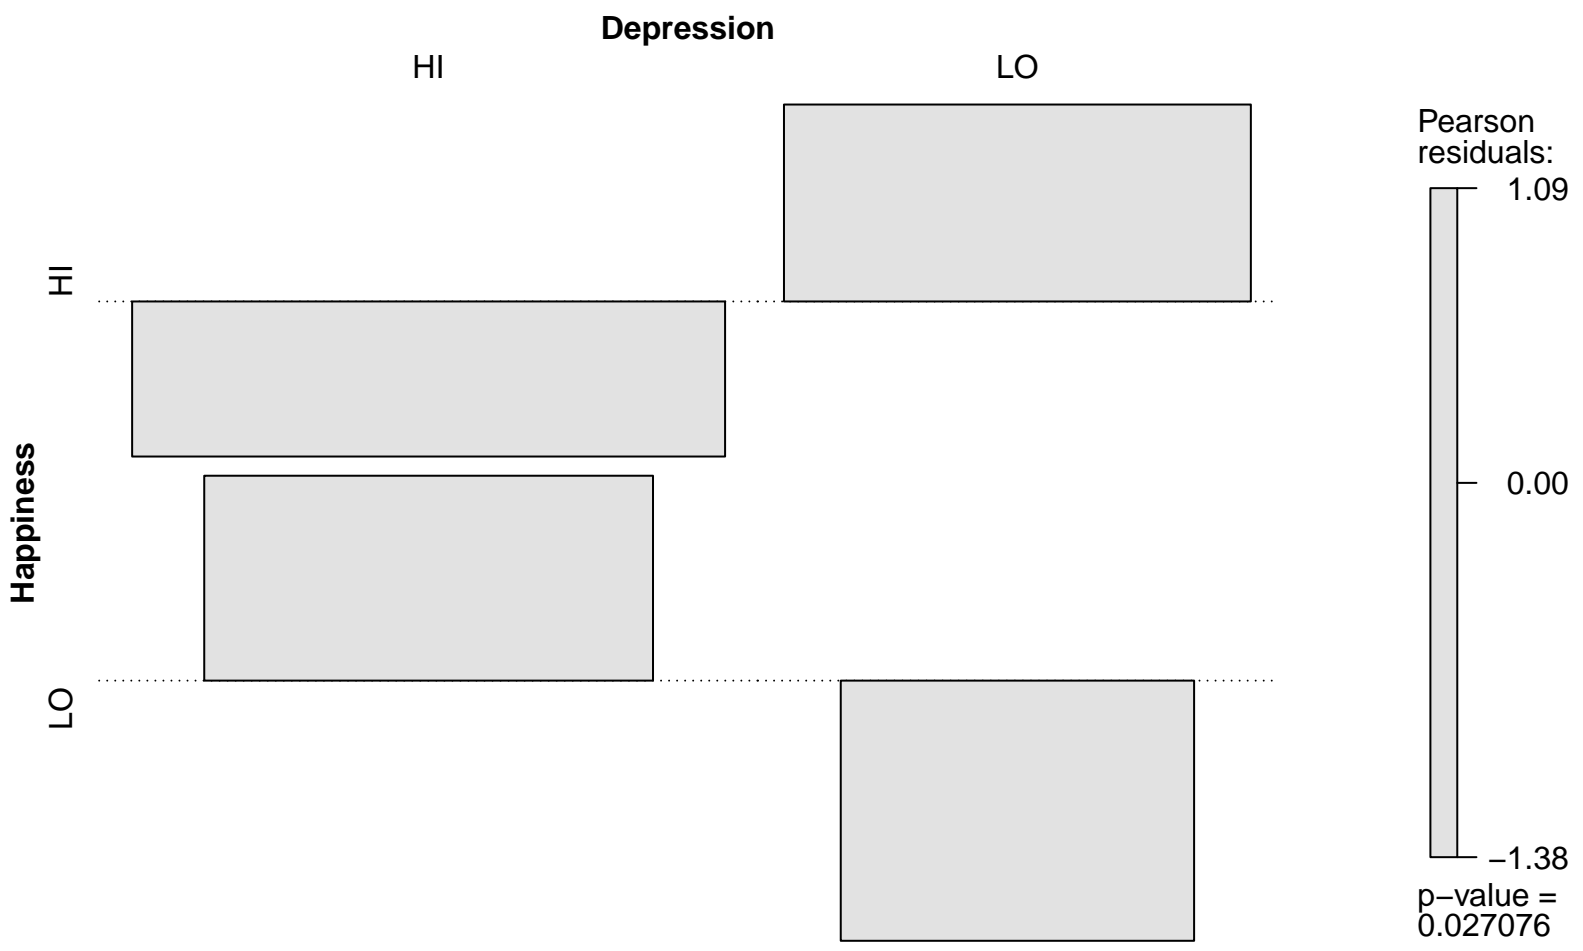 Depression
HI
LO
Happiness
HI
LO
Pearson
residuals:
1.09
0.00
−1.38
p−value =
0.027076